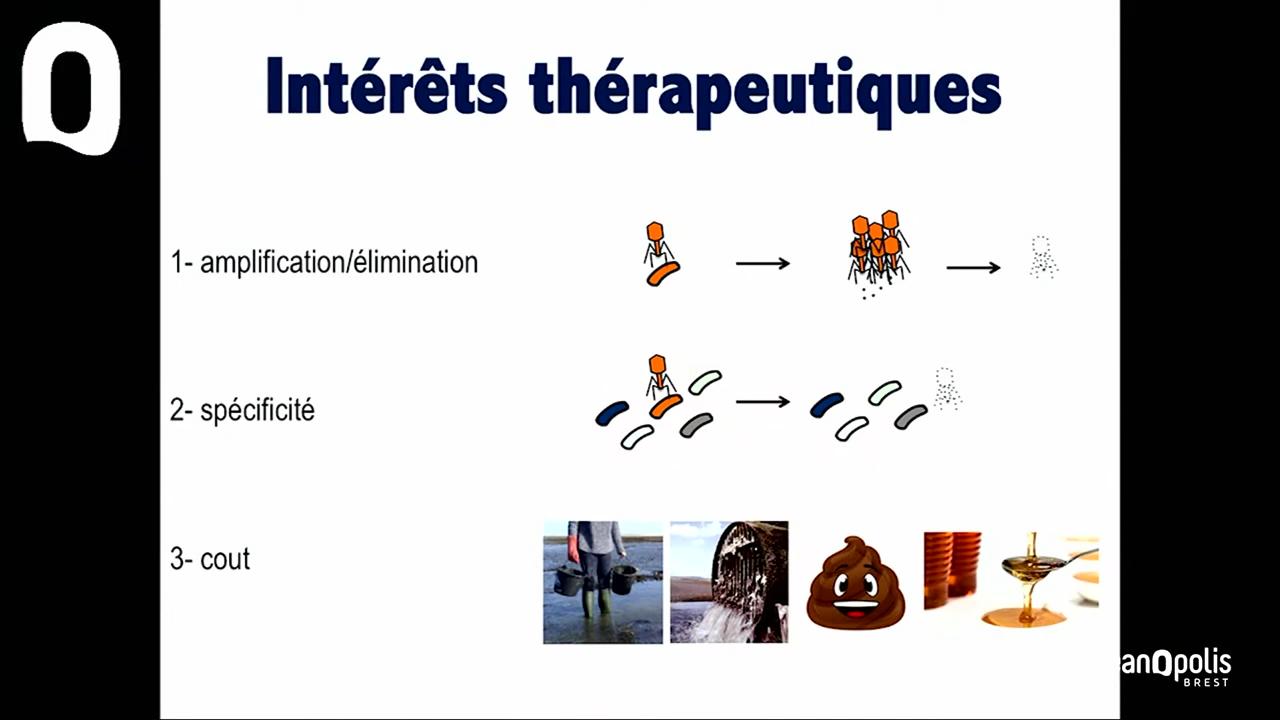 Intérêts thérapeutiques
1- amplification/élimination
2- spécificité
3- cout
anOpolis
BREST